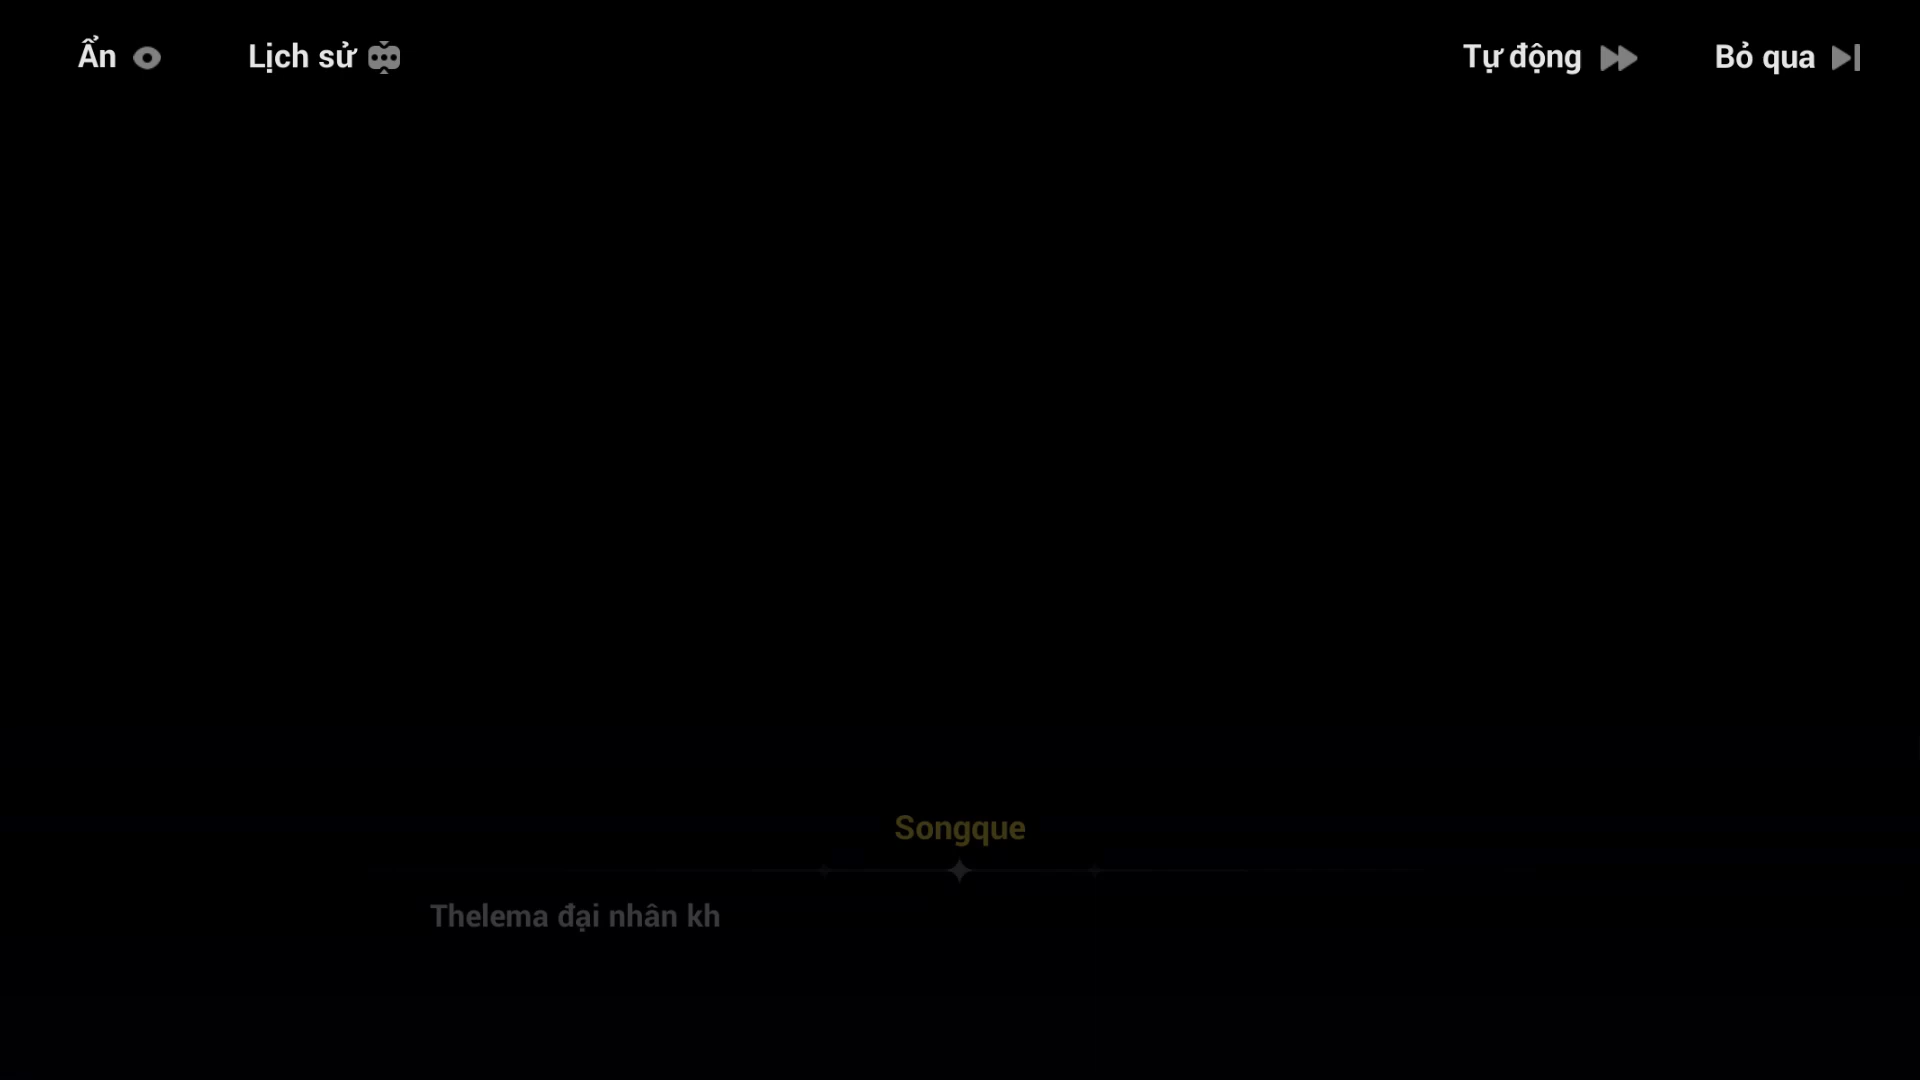 Ẩn
Lịch sử
Tự động
Bỏ qua
Songque
Thelema đại nhân kh